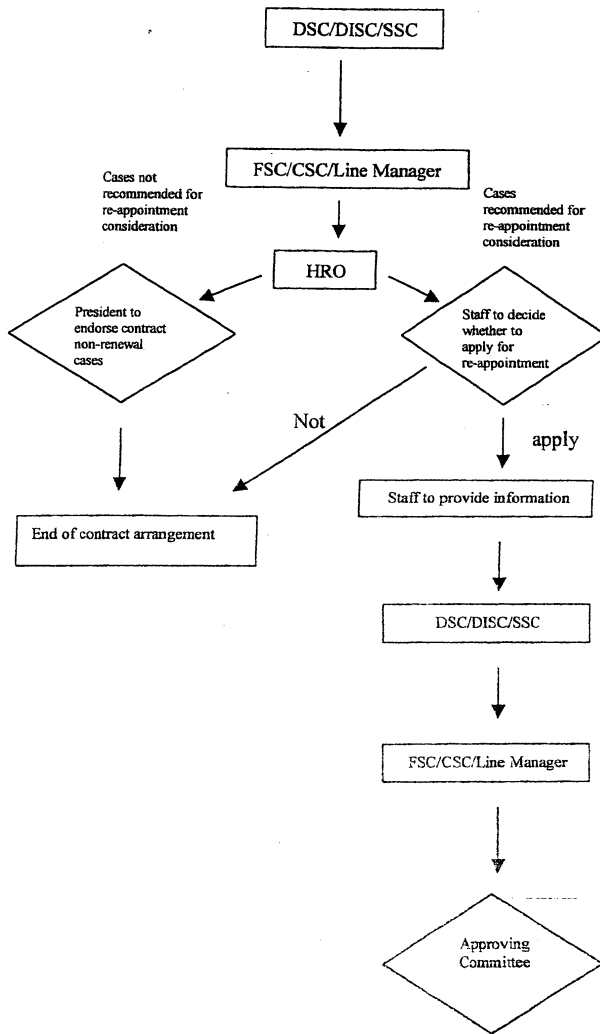 DSC/DISC/SSC
FSC/CSC/Line Manager
Cases not
recommended for
re-appointment
consideration
Cases
recommended for
re-appointment
consideration
HRO
President to
endorse contract
non-renewal
cases
Staff to decide
whether to
apply for
re-appointment
Not
apply
End of contract arrangement
Staff to provide information
DSC/DISC/SSC
FSC/CSC/Line Manager
Approving
Committee